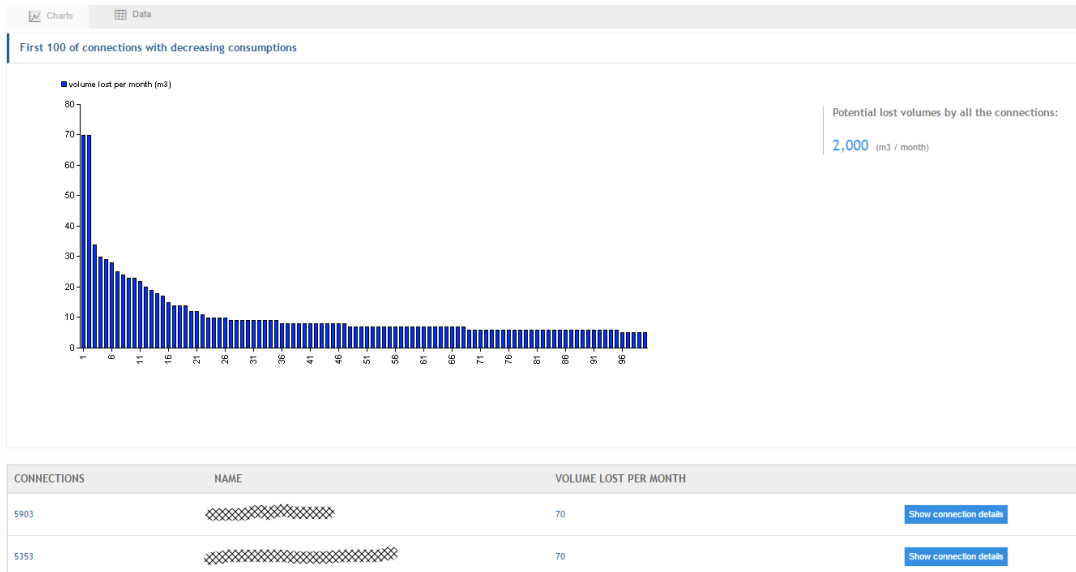 Charts Data
First 100 of connections with decreasing consumptions
volume lost per month (m3)
80
70
60
50
40
30
20
10
0
1 6 11 16 21 26 31 36 41 46 51 56 61 66 71 76 81 86 91 96
Potential lost volumes by all the connections:
2,000 (m3 / month)
CONNECTIONS NAME VOLUME LOST PER MONTH
5903 70 Show connection details
5353 70 Show connection details